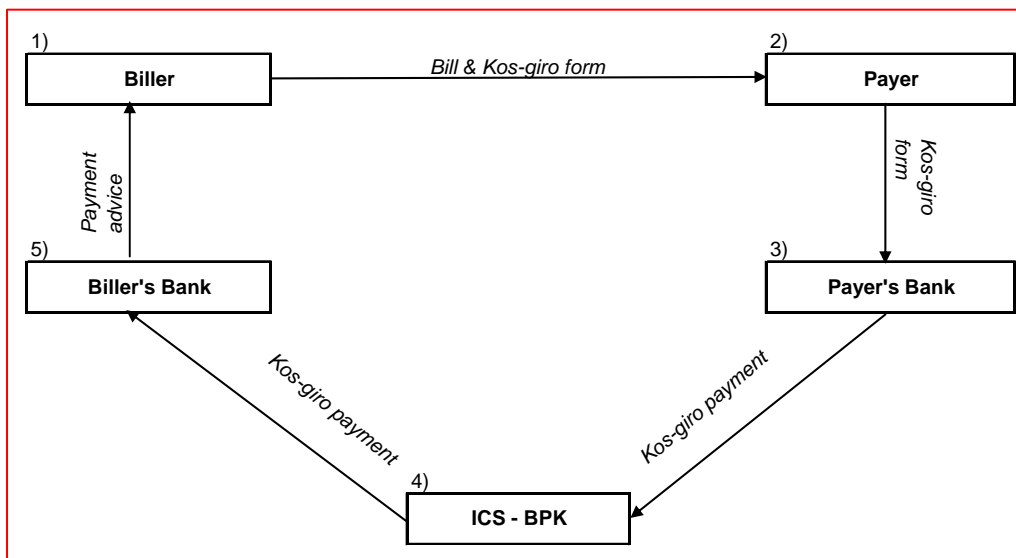 1)
Biller
Bill & Kos-giro form
2)
Payer
Kos-giro
form
3)
Payer's Bank
Kos-giro payment
4)
ICS - BPK
Kos-giro payment
5)
Biller's Bank
Payment
advice